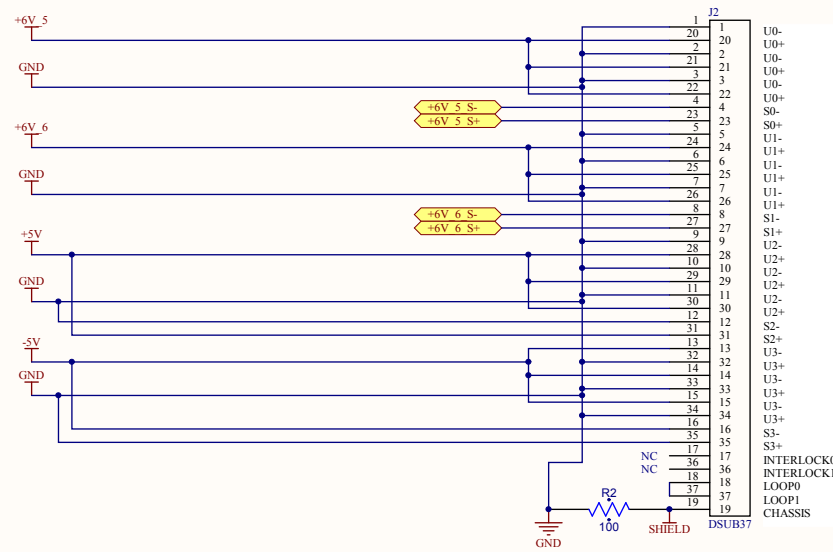 J2
+6V_5
GND
+6V_5_S-
+6V_5_S+
+6V_6
GND
+6V_6_S-
+6V_6_S+
+5V
GND
-5V
GND
NC
NC
R2
100
GND
SHIELD
DSUB37
1 1 U0-
20 20 U0+
2 2 U0-
21 21 U0+
3 3 U0-
22 22 U0+
4 4 S0-
23 23 S0+
5 5 U1-
24 24 U1+
6 6 U1-
25 25 U1+
7 7 U1-
26 26 U1+
8 8 S1-
27 27 S1+
9 9 U2-
28 28 U2+
10 10 U2-
29 29 U2+
11 11 U2-
30 30 U2+
12 12 S2-
31 31 S2+
13 13 U3-
32 32 U3+
14 14 U3-
33 33 U3+
15 15 U3-
34 34 U3+
16 16 S3-
35 35 S3+
17 17 INTERLOCK0
36 36 INTERLOCK1
18 18 LOOP0
37 37 LOOP1
19 19 CHASSIS